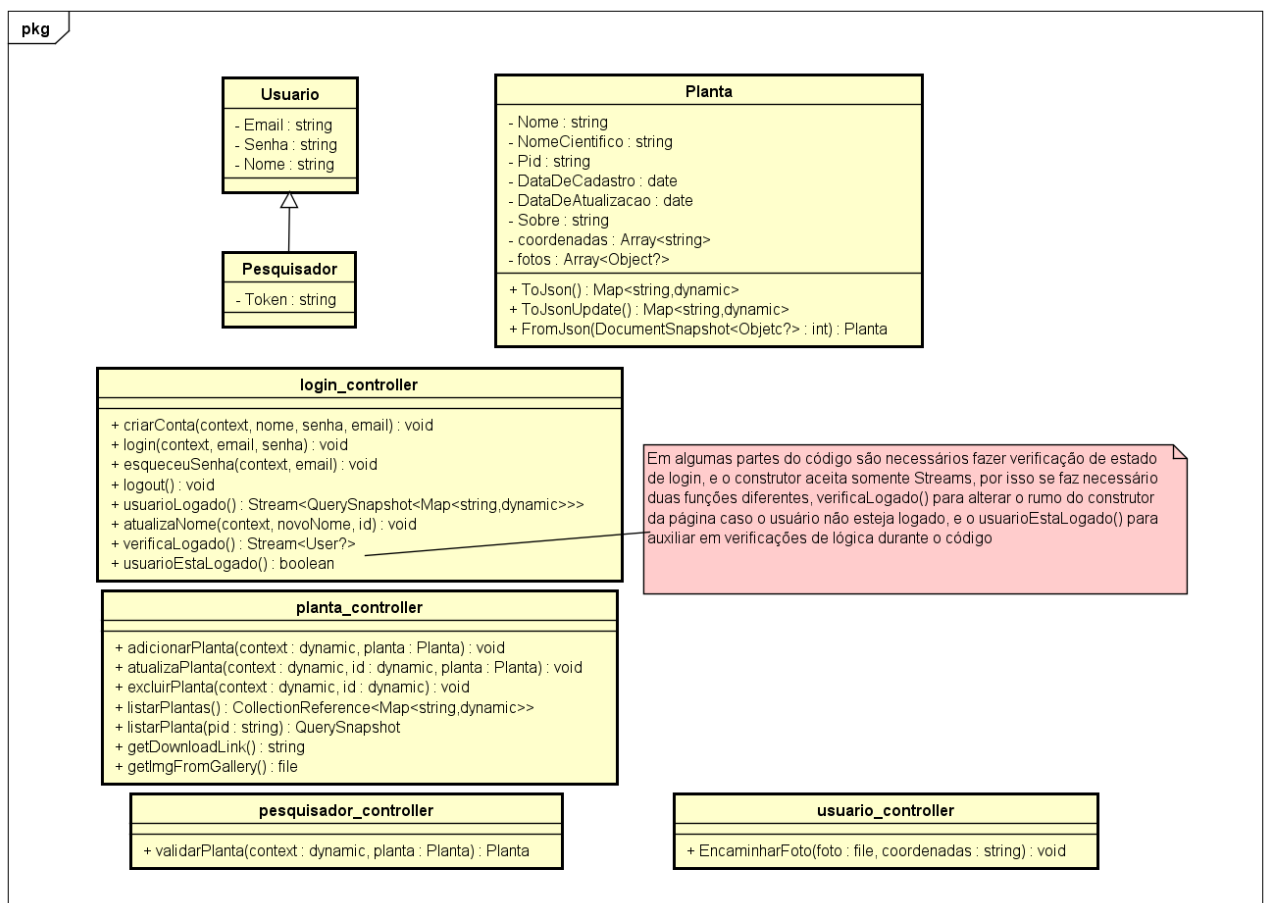 pkg
Usuario
- Email : string
- Senha : string
- Nome : string
Pesquisador
- Token : string
Planta
- Nome : string
- NomeCientifico : string
- Pid : string
- DataDeCadastro : date
- DataDeAtualizacao : date
- Sobre : string
- coordenadas : Array<string>
- fotos : Array<Object?>
+ ToJson() : Map<string,dynamic>
+ ToJsonUpdate() : Map<string,dynamic>
+ FromJson(DocumentSnapshot<Objetc?> : int) : Planta
login_controller
+ criarConta(context, nome, senha, email) : void
+ login(context, email, senha) : void
+ esqueceuSenha(context, email) : void
+ logout() : void
+ usuarioLogado() : Stream<QuerySnapshot<Map<string,dynamic>>>
+ atualizaNome(context, novoNome, id) : void
+ verificaLogado() : Stream<User?>
+ usuarioEstaLogado() : boolean
Em algumas partes do código são necessários fazer verificação de estado
de login, e o construtor aceita somente Streams, por isso se faz necessário
duas funções diferentes, verificaLogado() para alterar o rumo do construtor
da página caso o usuário não esteja logado, e o usuarioEstaLogado() para
auxiliar em verificações de lógica durante o código
planta_controller
+ adicionarPlanta(context : dynamic, planta : Planta) : void
+ atualizaPlanta(context : dynamic, id : dynamic, planta : Planta) : void
+ excluirPlanta(context : dynamic, id : dynamic) : void
+ listarPlantas() : CollectionReference<Map<string,dynamic>>
+ listarPlanta(pid : string) : QuerySnapshot
+ getDownloadLink() : string
+ getImgFromGallery() : file
pesquisador_controller
+ validarPlanta(context : dynamic, planta : Planta) : Planta
usuario_controller
+ EncaminharFoto(foto : file, coordenadas : string) : void